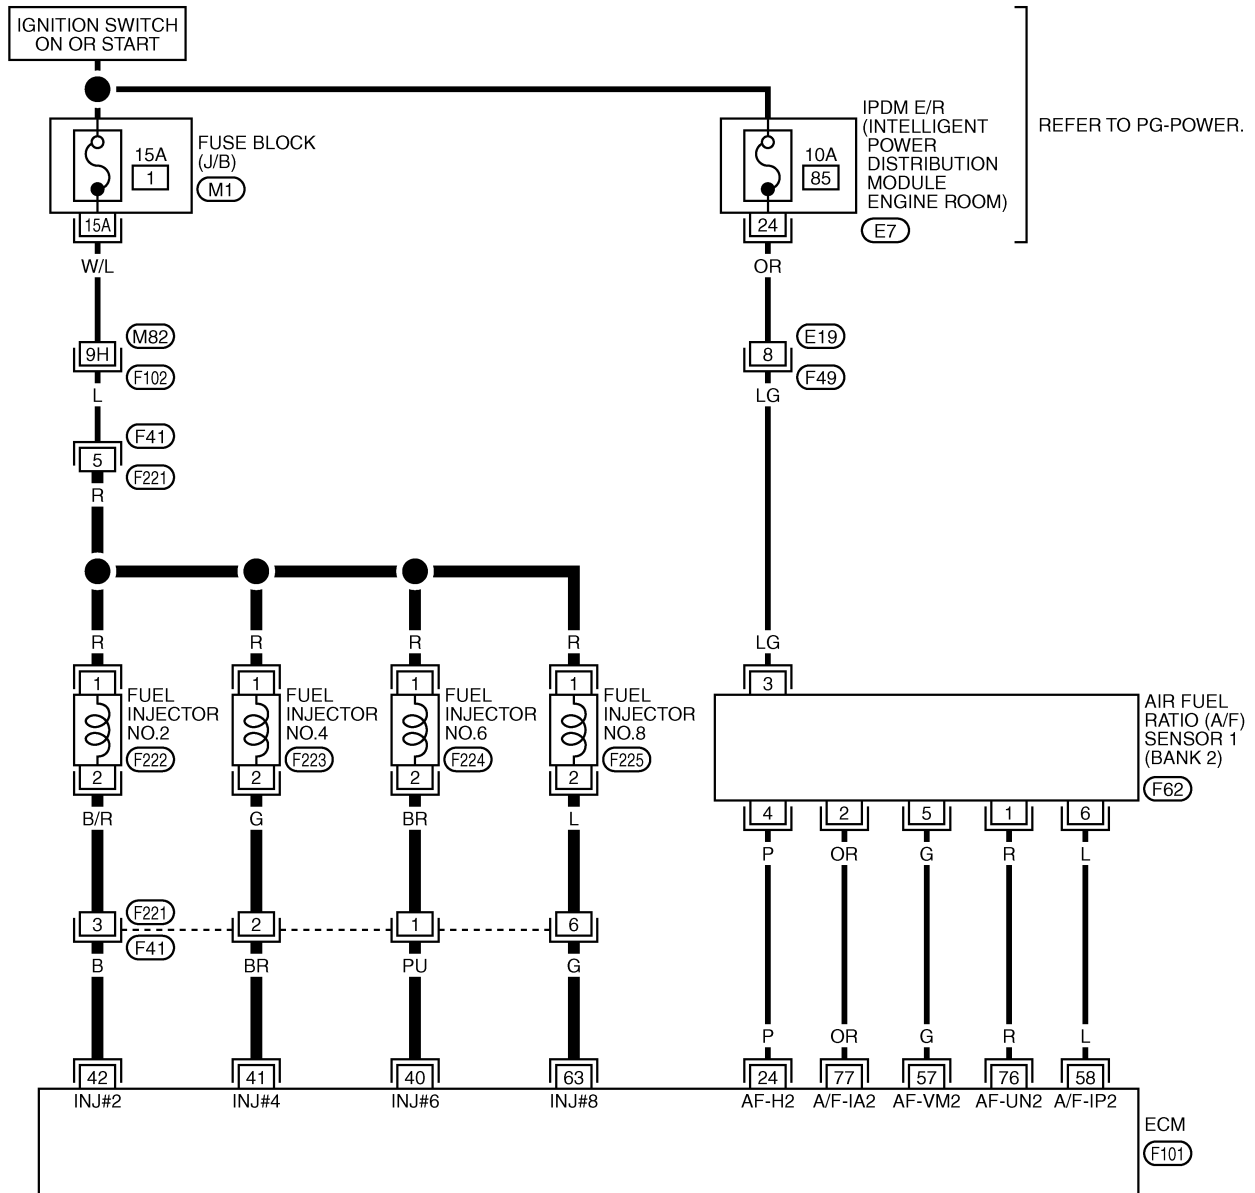 IGNITION SWITCH
ON OR START
REFER TO PG-POWER.
FUSE BLOCK
(J/B)
M1
15A
1
15A
IPDM E/R
(INTELLIGENT
POWER
DISTRIBUTION
MODULE
ENGINE ROOM)
E7
10A
85
24
W/L
OR
M82
9H
F102
E19
8
F49
L
LG
F41
5
F221
R
R
R
R
R
LG
1
1
1
1
3
FUEL
INJECTOR
NO.2
F222
FUEL
INJECTOR
NO.4
F223
FUEL
INJECTOR
NO.6
F224
FUEL
INJECTOR
NO.8
F225
AIR FUEL
RATIO (A/F)
SENSOR 1
(BANK 2)
F62
2
2
2
2
4
2
5
1
6
B/R
G
BR
L
P
OR
G
R
L
F221
3
2
1
6
F41
B
BR
PU
G
P
OR
G
R
L
42
41
40
63
24
77
57
76
58
INJ#2
INJ#4
INJ#6
INJ#8
AF-H2
A/F-IA2
AF-VM2
AF-UN2
A/F-IP2
ECM
F101